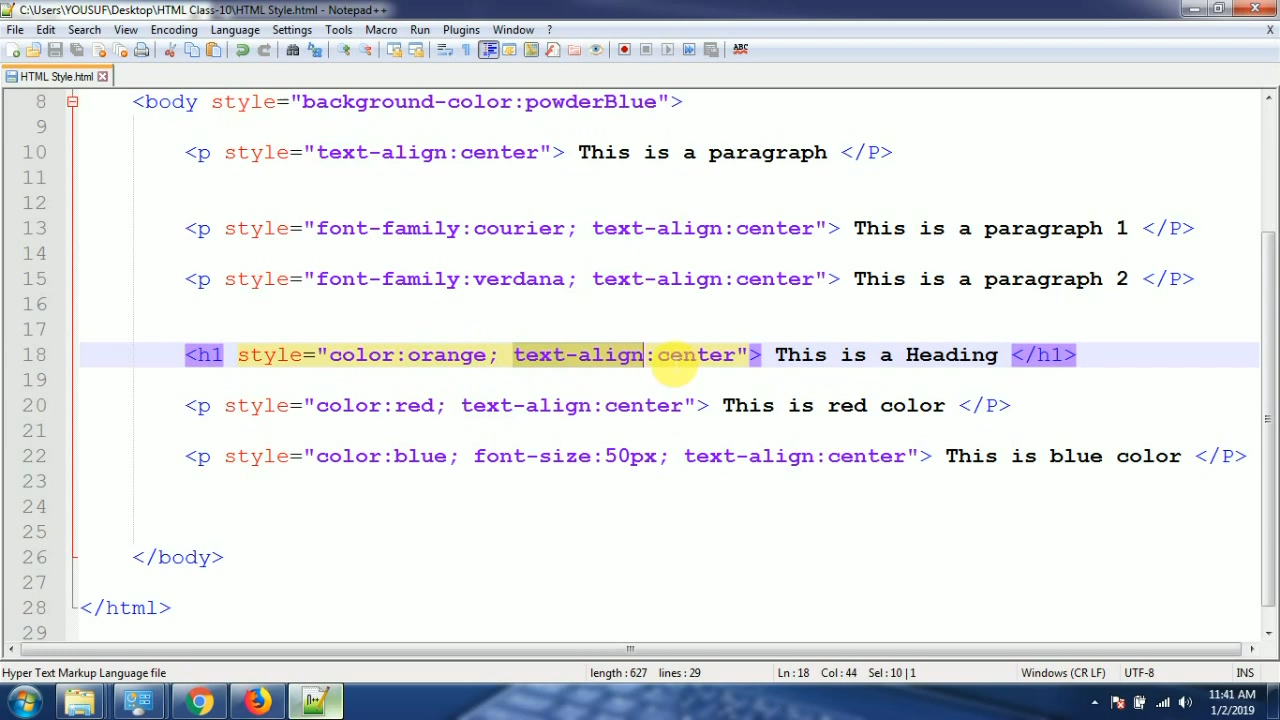 C:\Users\YOUSUF\Desktop\HTML Class-10\HTML Style.html - Notepad++
File Edit Search View Encoding Language Settings Tools Macro Run Plugins Window ? X
ABC
HTML Style.html
8 <body style="background-color:powderBlue">
9
10 <p style="text-align:center"> This is a paragraph </P>
11
12
13 <p style="font-family:courier; text-align:center"> This is a paragraph 1 </P>
14
15 <p style="font-family:verdana; text-align:center"> This is a paragraph 2 </P>
16
17
18 <h1 style="color:orange; text-align:center"> This is a Heading </h1>
19
20 <p style="color:red; text-align:center"> This is red color </P>
21
22 <p style="color:blue; font-size:50px; text-align:center"> This is blue color </P>
23
24
25
26 </body>
27
28 </html>
29
Hyper Text Markup Language file length : 627 lines : 29 Ln : 18 Col : 44 Sel : 10 | 1 Windows (CR LF) UTF-8 INS
11:41 AM
1/2/2019